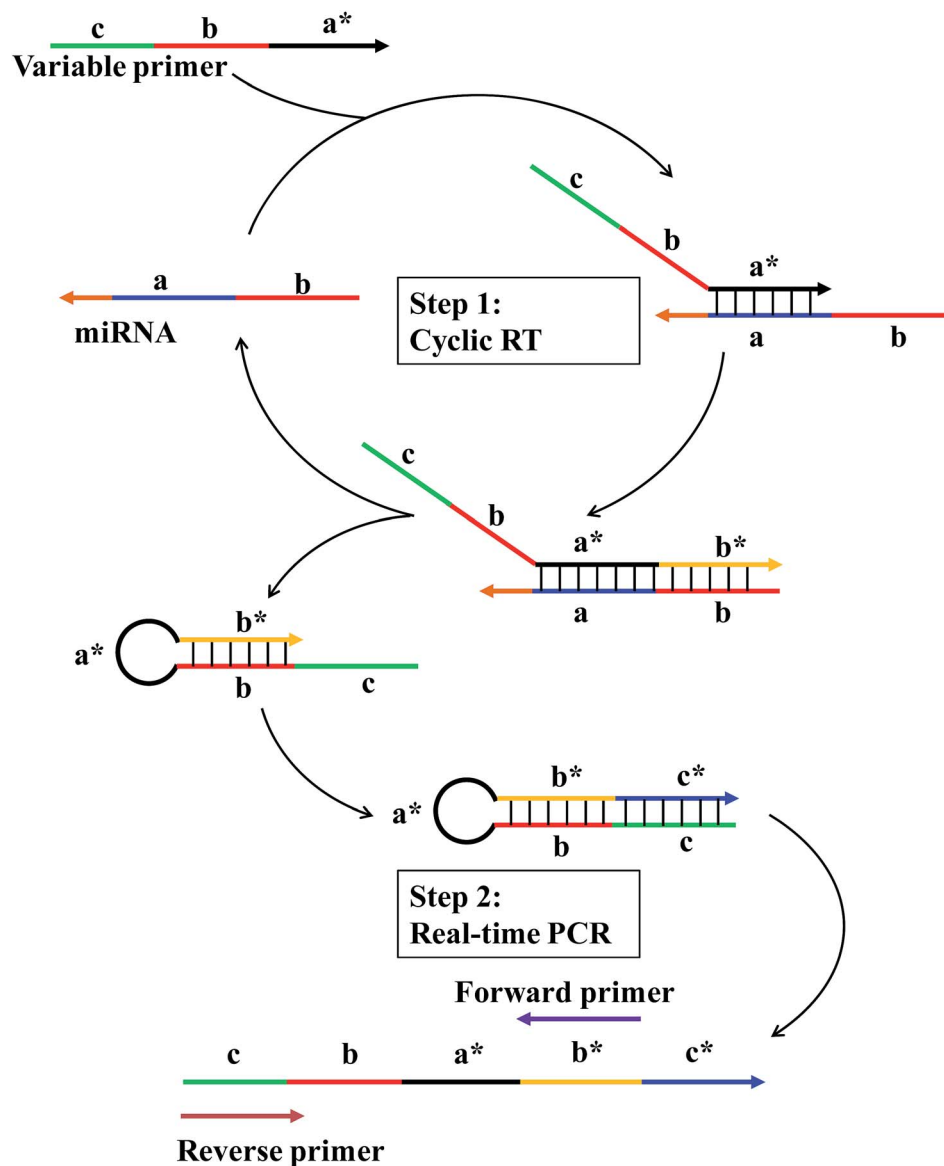 c b a*
Variable primer
c
b
a*
a b
miRNA
Step 1:
Cyclic RT
a b
c
b
a* b*
a b
b*
a*
b c
b* c*
a*
b c
Step 2:
Real-time PCR
Forward primer
c b a* b* c*
Reverse primer